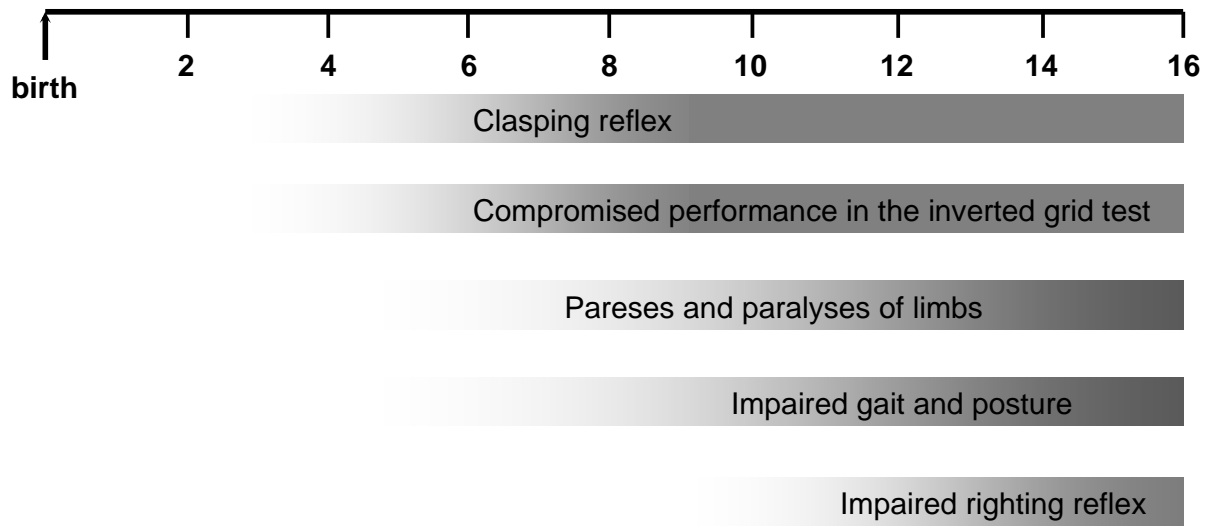 2 4 6 8 10 12 14 16
birth
Clasping reflex
Compromised performance in the inverted grid test
Pareses and paralyses of limbs
Impaired gait and posture
Impaired righting reflex